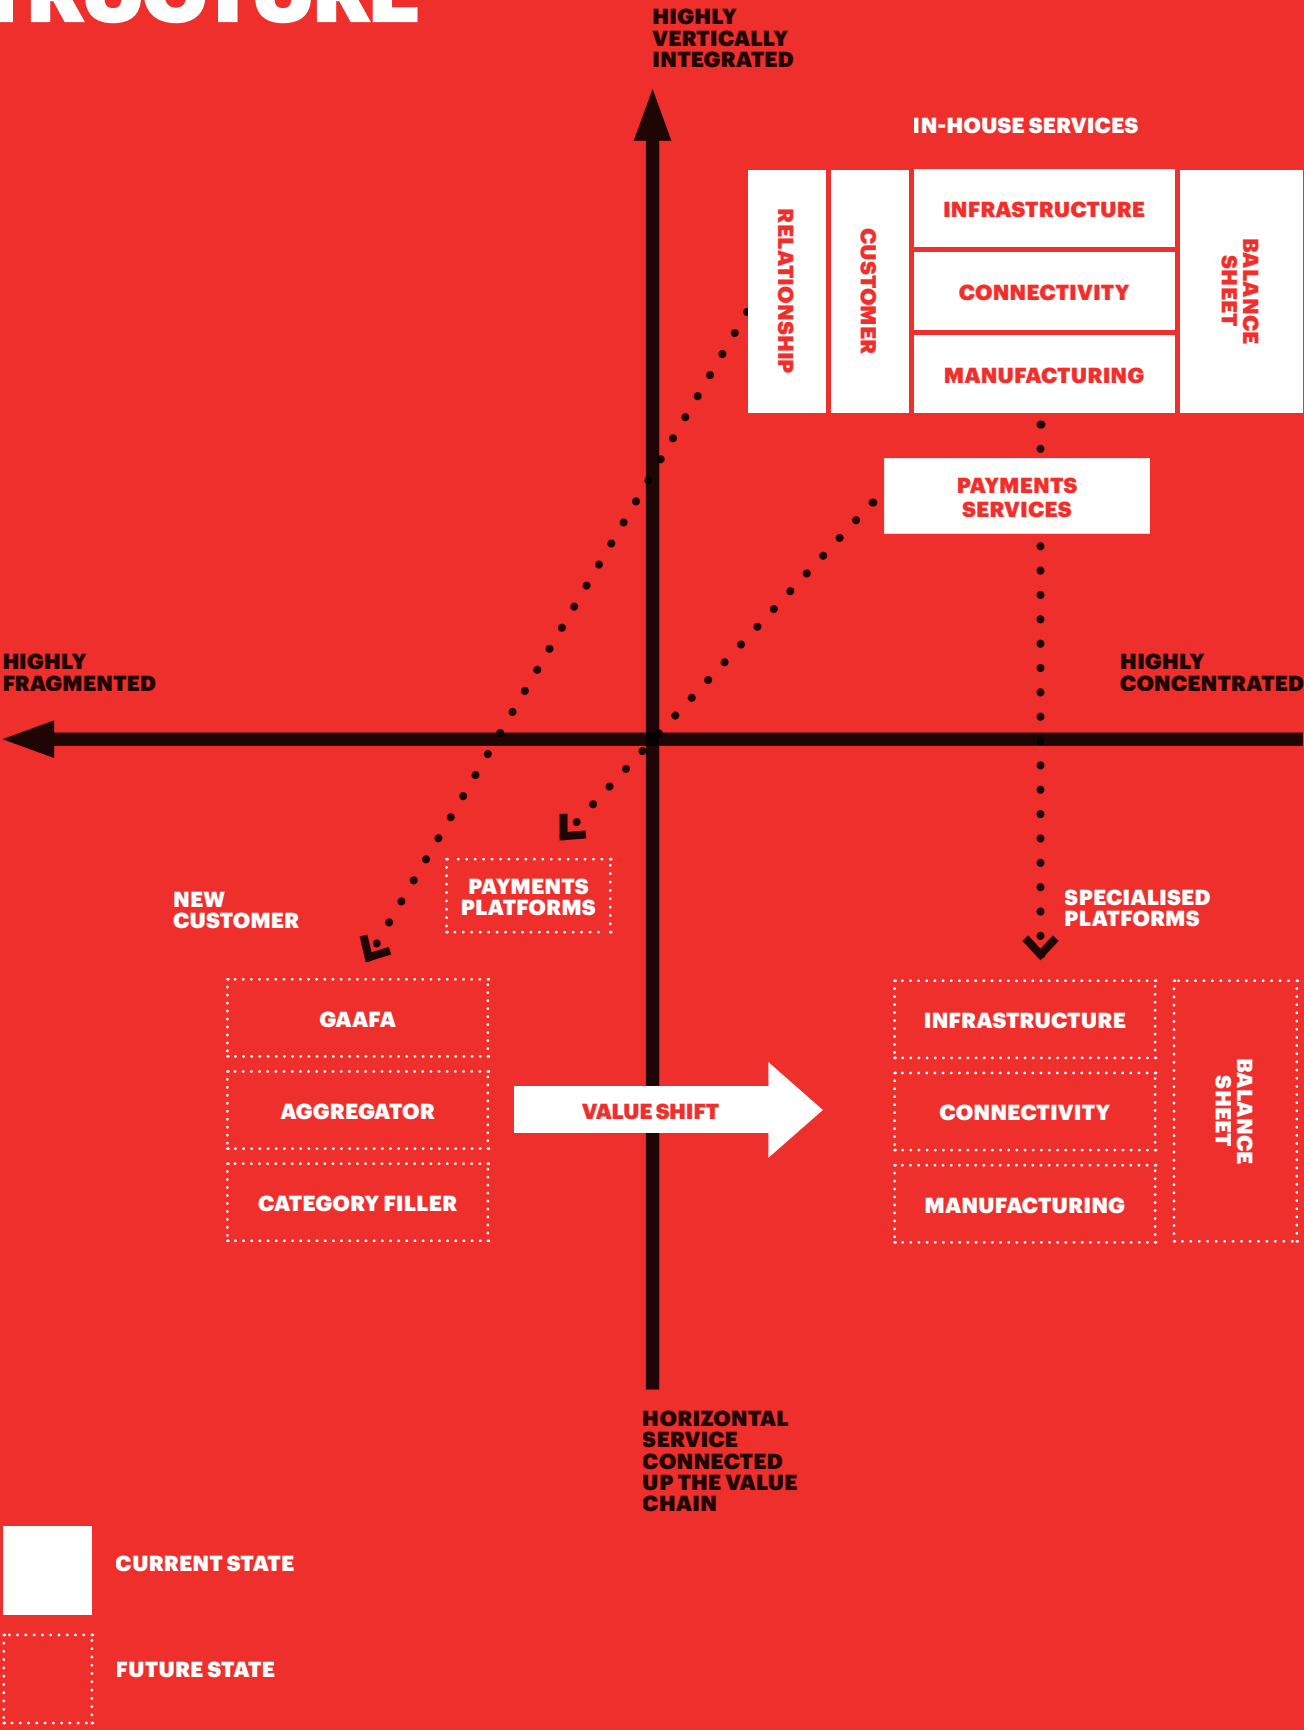 HIGHLY
VERTICALLY
INTEGRATED
IN-HOUSE SERVICES
RELATIONSHIP
CUSTOMER
INFRASTRUCTURE
CONNECTIVITY
MANUFACTURING
BALANCE
SHEET
PAYMENTS
SERVICES
HIGHLY
FRAGMENTED
HIGHLY
CONCENTRATED
NEW
CUSTOMER
PAYMENTS
PLATFORMS
SPECIALISED
PLATFORMS
GAAFA
AGGREGATOR
CATEGORY FILLER
VALUE SHIFT
INFRASTRUCTURE
CONNECTIVITY
MANUFACTURING
BALANCE
SHEET
HORIZONTAL
SERVICE
CONNECTED
UP THE VALUE
CHAIN
CURRENT STATE
FUTURE STATE